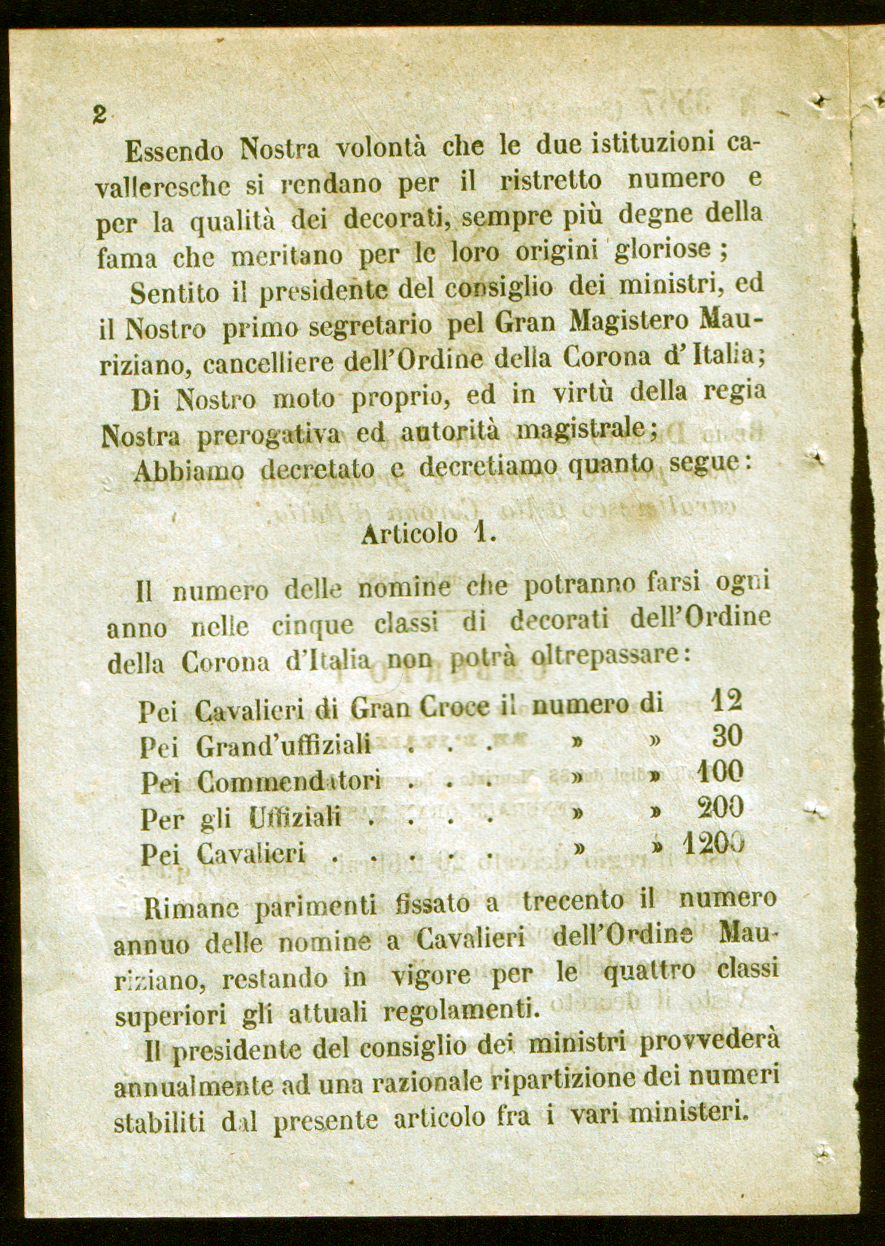 2
Essendo Nostra volontà che le due istituzioni ca-
valleresche si rendano per il ristretto numero e
per la qualità dei decorati, sempre più degne della
fama che meritano per le loro origini gloriose ;
Sentito il presidente del consiglio dei ministri, ed
il Nostro primo segretario pel Gran Magistero Mau-
riziano, cancelliere dell'Ordine della Corona d'Italia;
Di Nostro moto proprio, ed in virtù della regia
Nostra prerogativa ed autorità magistrale;
Abbiamo decretato e decretiamo quanto segue:
Articolo 1.
Il numero delle nomine che potranno farsi ogni
anno nelle cinque classi di decorati dell'Ordine
della Corona d'Italia non potrà oltrepassare:
Pei Cavalieri di Gran Croce il numero di 12
Pei Grand'uffiziali . . . » » 30
Pei Commendatori . . . » » 100
Per gli Uffiziali . . . . » » 200
Pei Cavalieri . . . . . » » 1200
Rimane parimenti fissato a trecento il numero
annuo delle nomine a Cavalieri dell'Ordine Mau-
riziano, restando in vigore per le quattro classi
superiori gli attuali regolamenti.
Il presidente del consiglio dei ministri provvederà
annualmente ad una razionale ripartizione dei numeri
stabiliti dal presente articolo fra i vari ministeri.